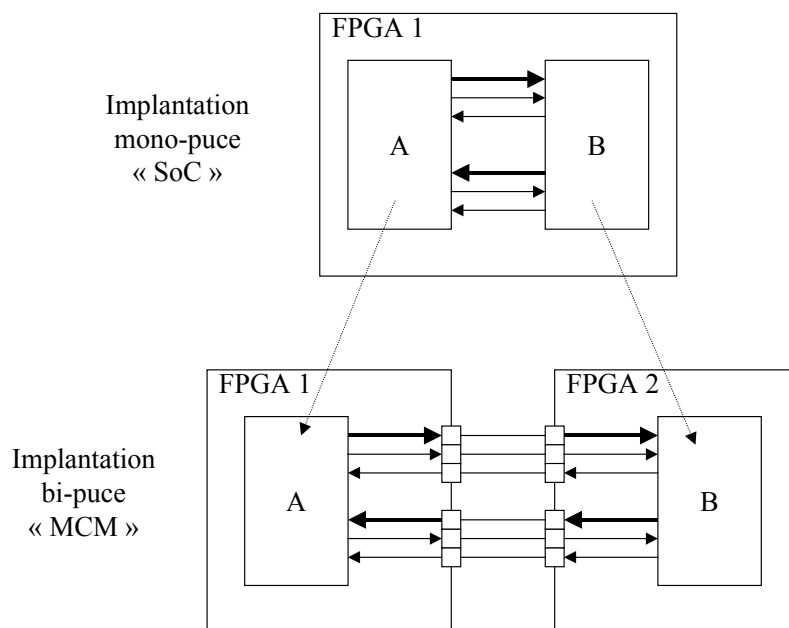 FPGA 1
Implantation
mono-puce
« SoC »
A
B
FPGA 1
FPGA 2
Implantation
bi-puce
« MCM »
A
B